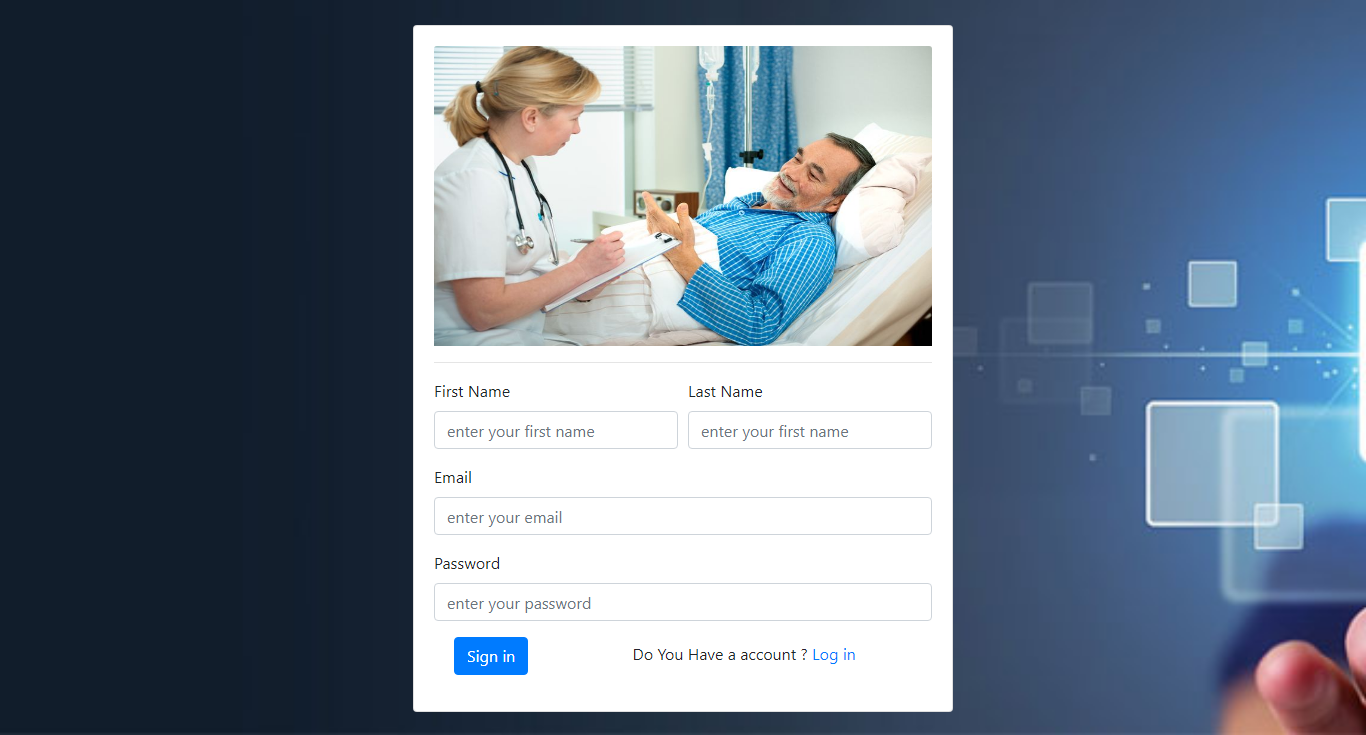 First Name Last Name
enter your first name enter your first name
Email
enter your email
Password
enter your password
Sign in Do You Have a account ? Log in